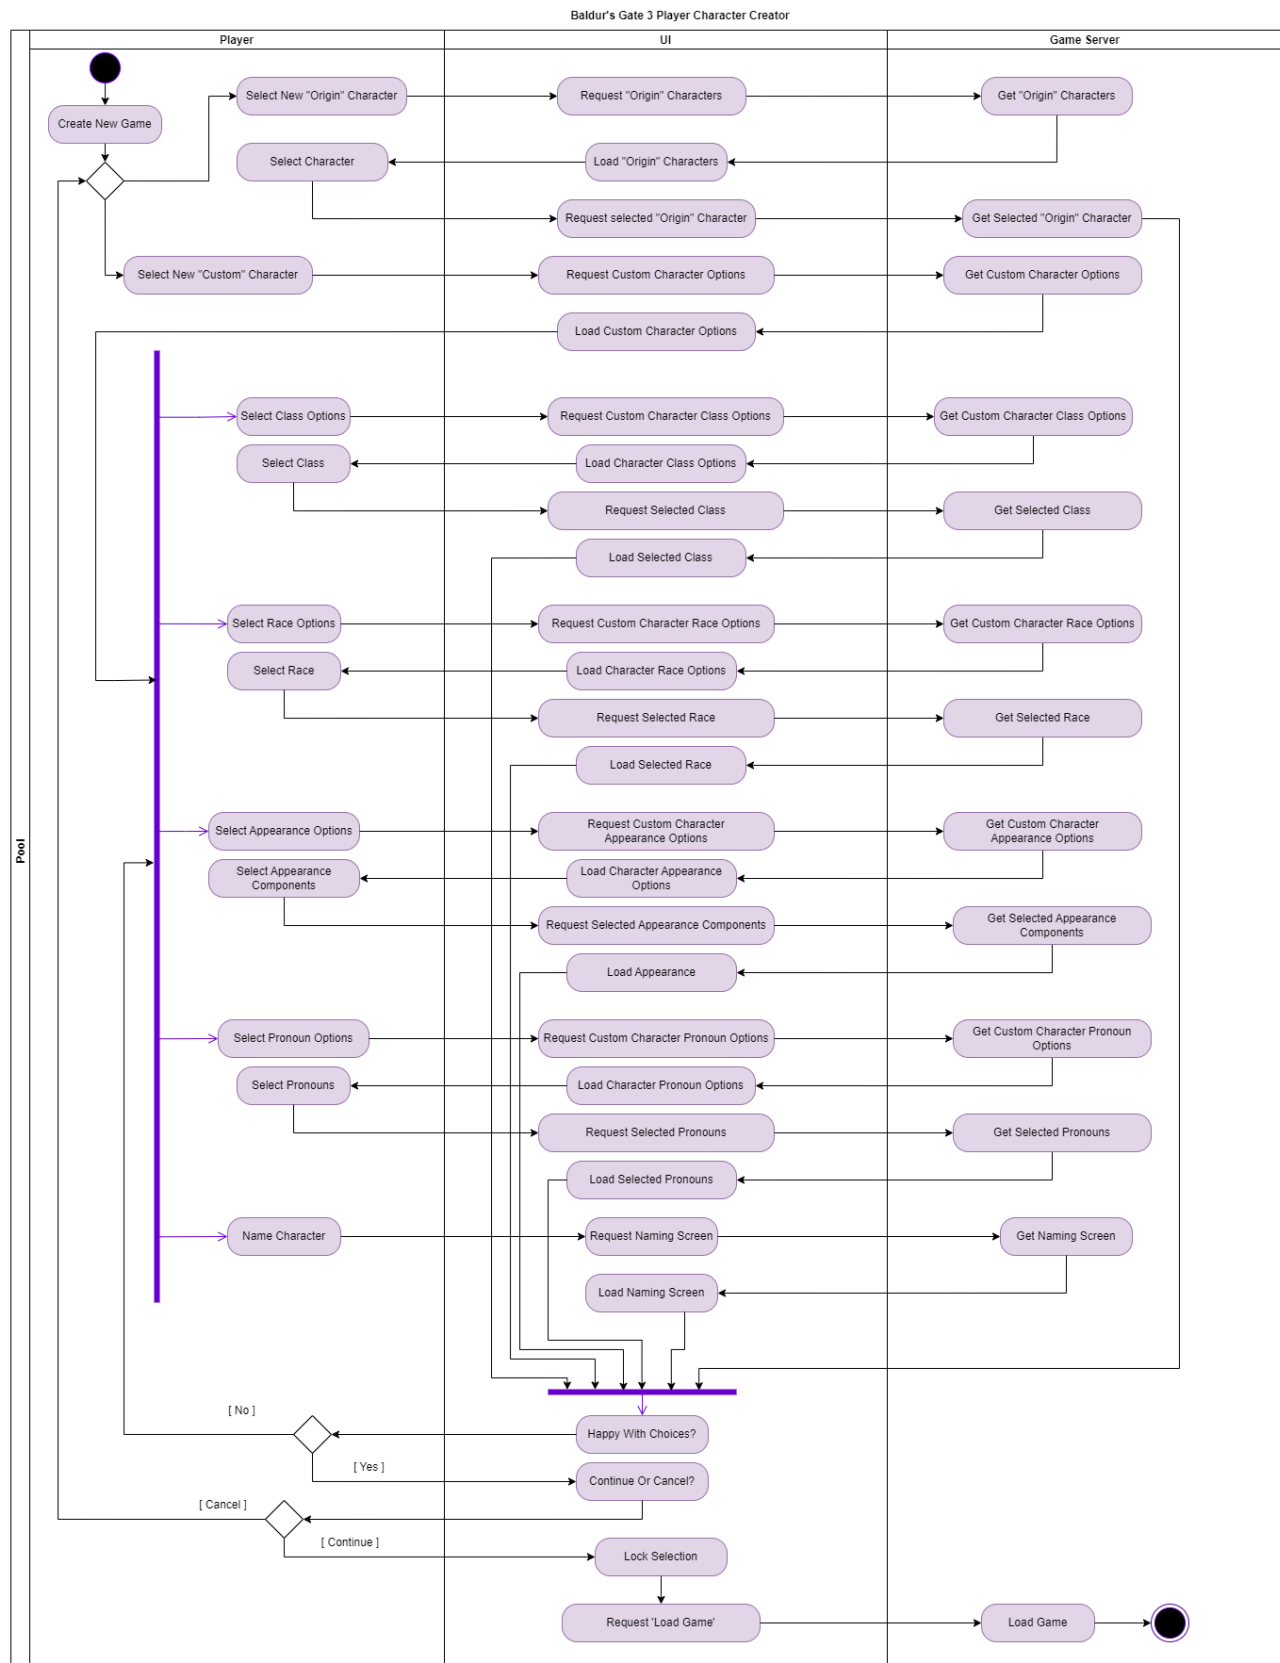 Baldur's Gate 3 Player Character Creator
Player
UI
Game Server
Pool
Create New Game
Select New "Origin" Character
Request "Origin" Characters
Get "Origin" Characters
Select Character
Load "Origin" Characters
Request selected "Origin" Character
Get Selected "Origin" Character
Select New "Custom" Character
Request Custom Character Options
Get Custom Character Options
Load Custom Character Options
Select Class Options
Request Custom Character Class Options
Get Custom Character Class Options
Select Class
Load Character Class Options
Request Selected Class
Get Selected Class
Load Selected Class
Select Race Options
Request Custom Character Race Options
Get Custom Character Race Options
Select Race
Load Character Race Options
Request Selected Race
Get Selected Race
Load Selected Race
Select Appearance Options
Request Custom Character
Appearance Options
Get Custom Character
Appearance Options
Select Appearance
Components
Load Character Appearance
Options
Request Selected Appearance Components
Get Selected Appearance
Components
Load Appearance
Select Pronoun Options
Request Custom Character Pronoun Options
Get Custom Character Pronoun
Options
Select Pronouns
Load Character Pronoun Options
Request Selected Pronouns
Get Selected Pronouns
Load Selected Pronouns
Name Character
Request Naming Screen
Get Naming Screen
Load Naming Screen
[ No ]
Happy With Choices?
[ Yes ]
Continue Or Cancel?
[ Cancel ]
[ Continue ]
Lock Selection
Request 'Load Game'
Load Game